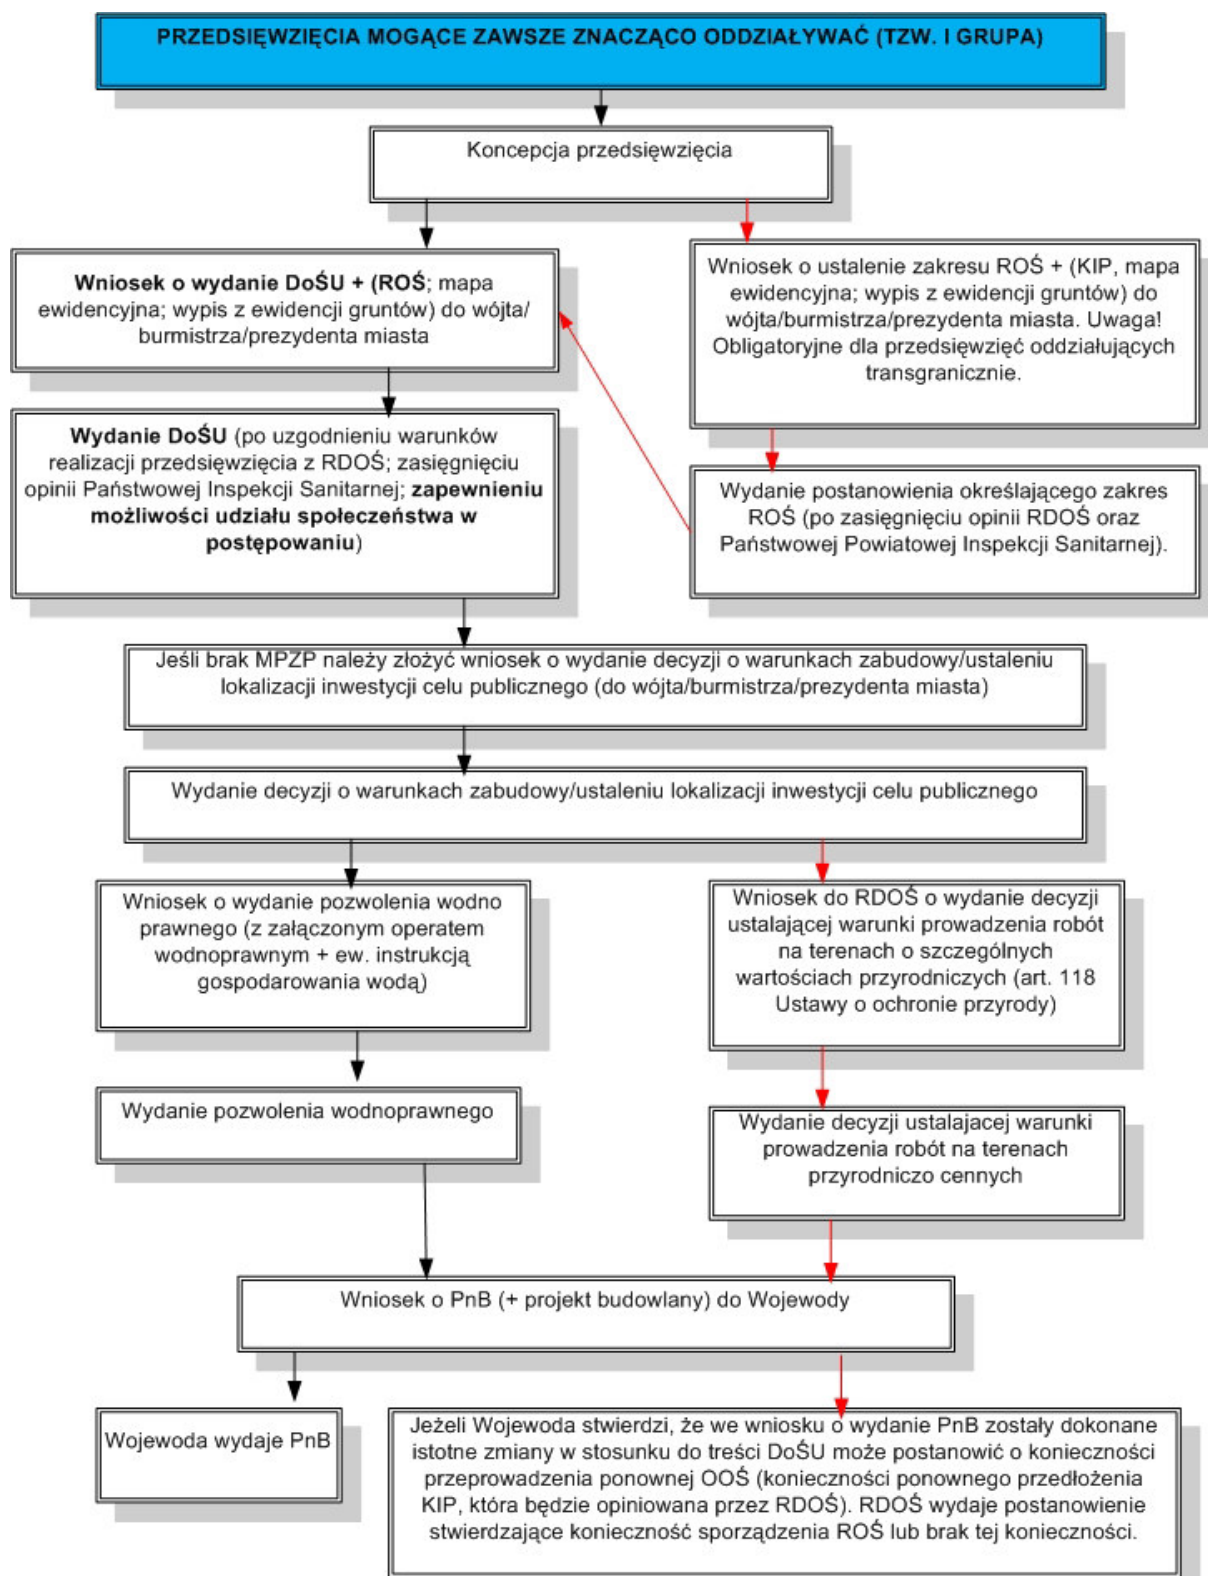 PRZEDSIĘWZIĘCIA MOGĄCE ZAWSZE ZNACZĄCO ODDZIAŁYWAĆ (TZW. I GRUPA)
Koncepcja przedsięwzięcia
Wniosek o wydanie DoŚU + (ROŚ; mapa
ewidencyjna; wypis z ewidencji gruntów) do wójta/
burmistrza/prezydenta miasta
Wniosek o ustalenie zakresu ROŚ + (KIP, mapa
ewidencyjna; wypis z ewidencji gruntów) do
wójta/burmistrza/prezydenta miasta. Uwaga!
Obligatoryjne dla przedsięwzięć oddziałujących
transgranicznie.
Wydanie DoŚU (po uzgodnieniu warunków
realizacji przedsięwzięcia z RDOŚ; zasięgnięciu
opinii Państwowej Inspekcji Sanitarnej; zapewnieniu
możliwości udziału społeczeństwa w
postępowaniu)
Wydanie postanowienia określającego zakres
ROŚ (po zasięgnięciu opinii RDOŚ oraz
Państwowej Powiatowej Inspekcji Sanitarnej).
Jeśli brak MPZP należy złożyć wniosek o wydanie decyzji o warunkach zabudowy/ustaleniu
lokalizacji inwestycji celu publicznego (do wójta/burmistrza/prezydenta miasta)
Wydanie decyzji o warunkach zabudowy/ustaleniu lokalizacji inwestycji celu publicznego
Wniosek o wydanie pozwolenia wodno
prawnego (z załączonym operatem
wodnoprawnym + ew. instrukcją
gospodarowania wodą)
Wniosek do RDOŚ o wydanie decyzji
ustalającej warunki prowadzenia robót
na terenach o szczególnych
wartościach przyrodniczych (art. 118
Ustawy o ochronie przyrody)
Wydanie pozwolenia wodnoprawnego
Wydanie decyzji ustalajacej warunki
prowadzenia robót na terenach
przyrodniczo cennych
Wniosek o PnB (+ projekt budowlany) do Wojewody
Wojewoda wydaje PnB
Jeżeli Wojewoda stwierdzi, że we wniosku o wydanie PnB zostały dokonane
istotne zmiany w stosunku do treści DoŚU może postanowić o konieczności
przeprowadzenia ponownej OOŚ (konieczności ponownego przedłożenia
KIP, która będzie opiniowana przez RDOŚ). RDOŚ wydaje postanowienie
stwierdzające konieczność sporządzenia ROŚ lub brak tej konieczności.